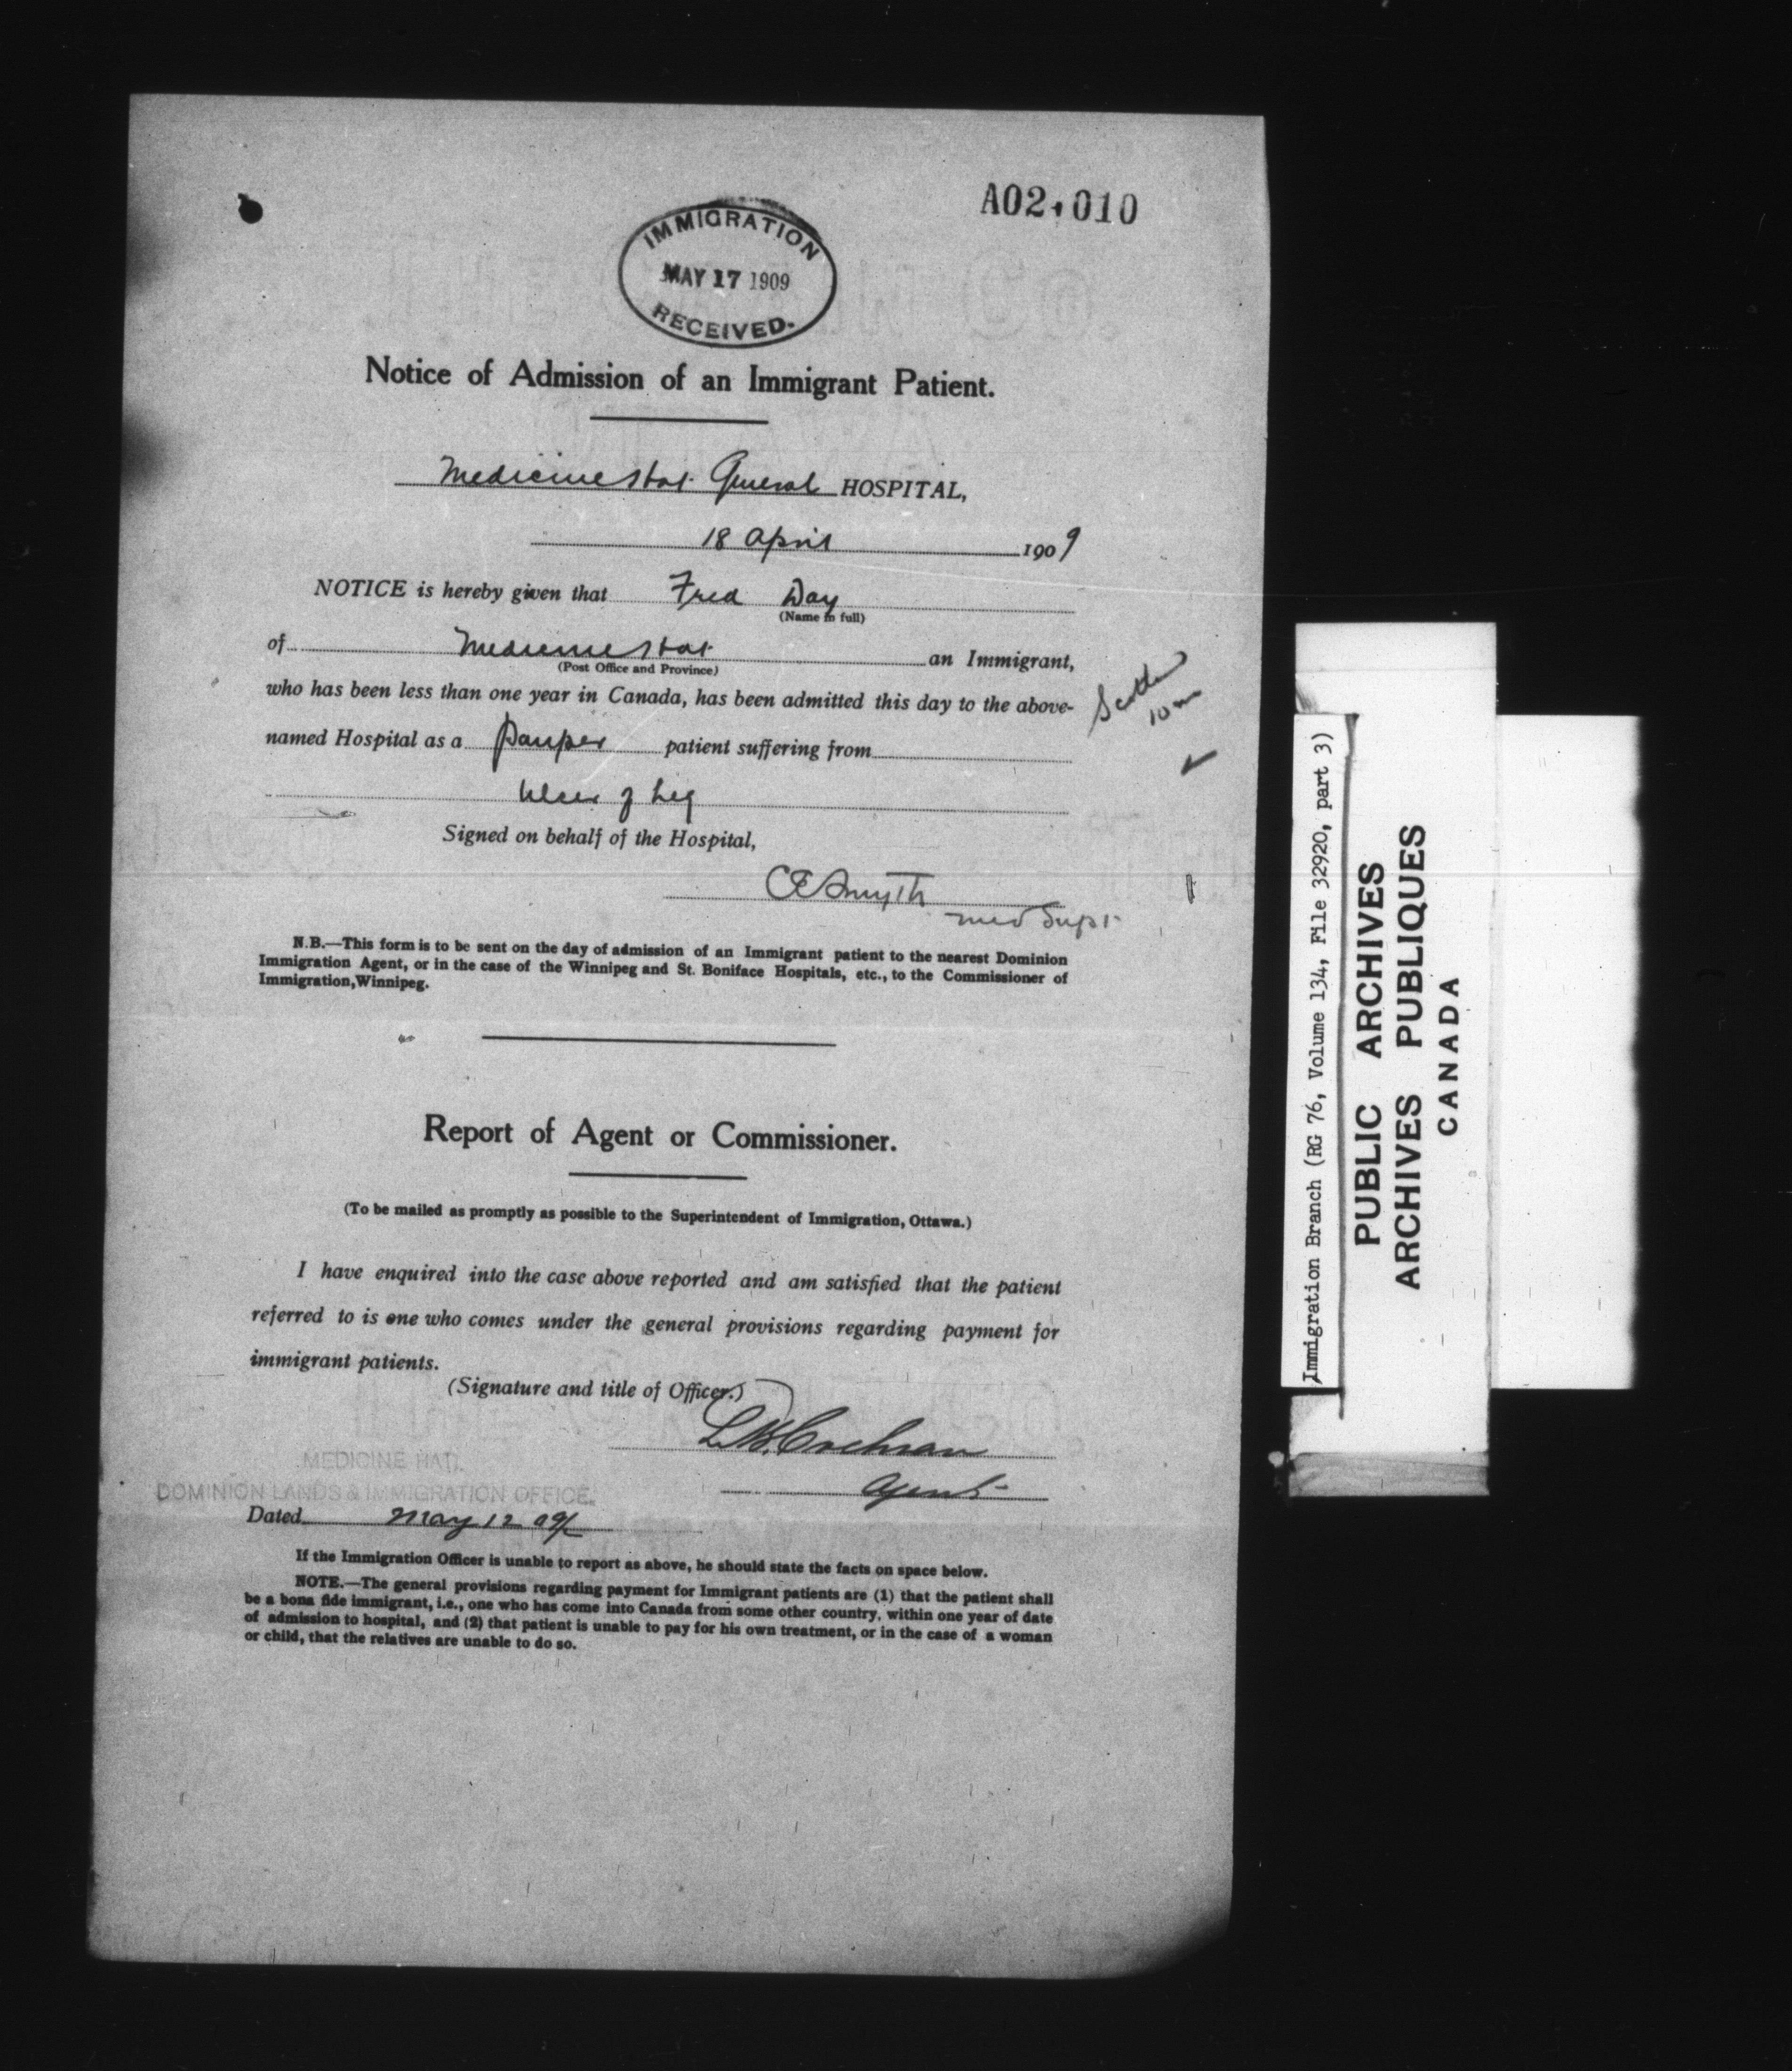 A02,010
IMMIGRATION
MAY 17 1909
RECEIVED.
Notice of Admission of an Immigrant Patient.
Medicine Hat General HOSPITAL,
18 April 1909
NOTICE is hereby given that Fred Day
(Name in full)
of Medicine Hat an Immigrant,
(Post Office and Province)
who has been less than one year in Canada, has been admitted this day to the above-
named Hospital as a Pauper patient suffering from
Ulcer of Leg
Signed on behalf of the Hospital,
C E Smyth
Med Supt
10 m
N.B.—This form is to be sent on the day of admission of an Immigrant patient to the nearest Dominion
Immigration Agent, or in the case of the Winnipeg and St. Boniface Hospitals, etc., to the Commissioner of
Immigration, Winnipeg.
Report of Agent or Commissioner.
(To be mailed as promptly as possible to the Superintendent of Immigration, Ottawa.)
I have enquired into the case above reported and am satisfied that the patient
referred to is one who comes under the general provisions regarding payment for
immigrant patients.
(Signature and title of Officer.)
Cochran
Agent
MEDICINE HAT.
DOMINION LANDS & IMMIGRATION OFFICE.
Dated May 12 09
If the Immigration Officer is unable to report as above, he should state the facts on space below.
NOTE.—The general provisions regarding payment for Immigrant patients are (1) that the patient shall
be a bona fide immigrant, i.e., one who has come into Canada from some other country, within one year of date
of admission to hospital, and (2) that patient is unable to pay for his own treatment, or in the case of a woman
or child, that the relatives are unable to do so.
Immigration Branch (RG 76, Volume 134, File 32920, part 3)
PUBLIC ARCHIVES
ARCHIVES PUBLIQUES
CANADA